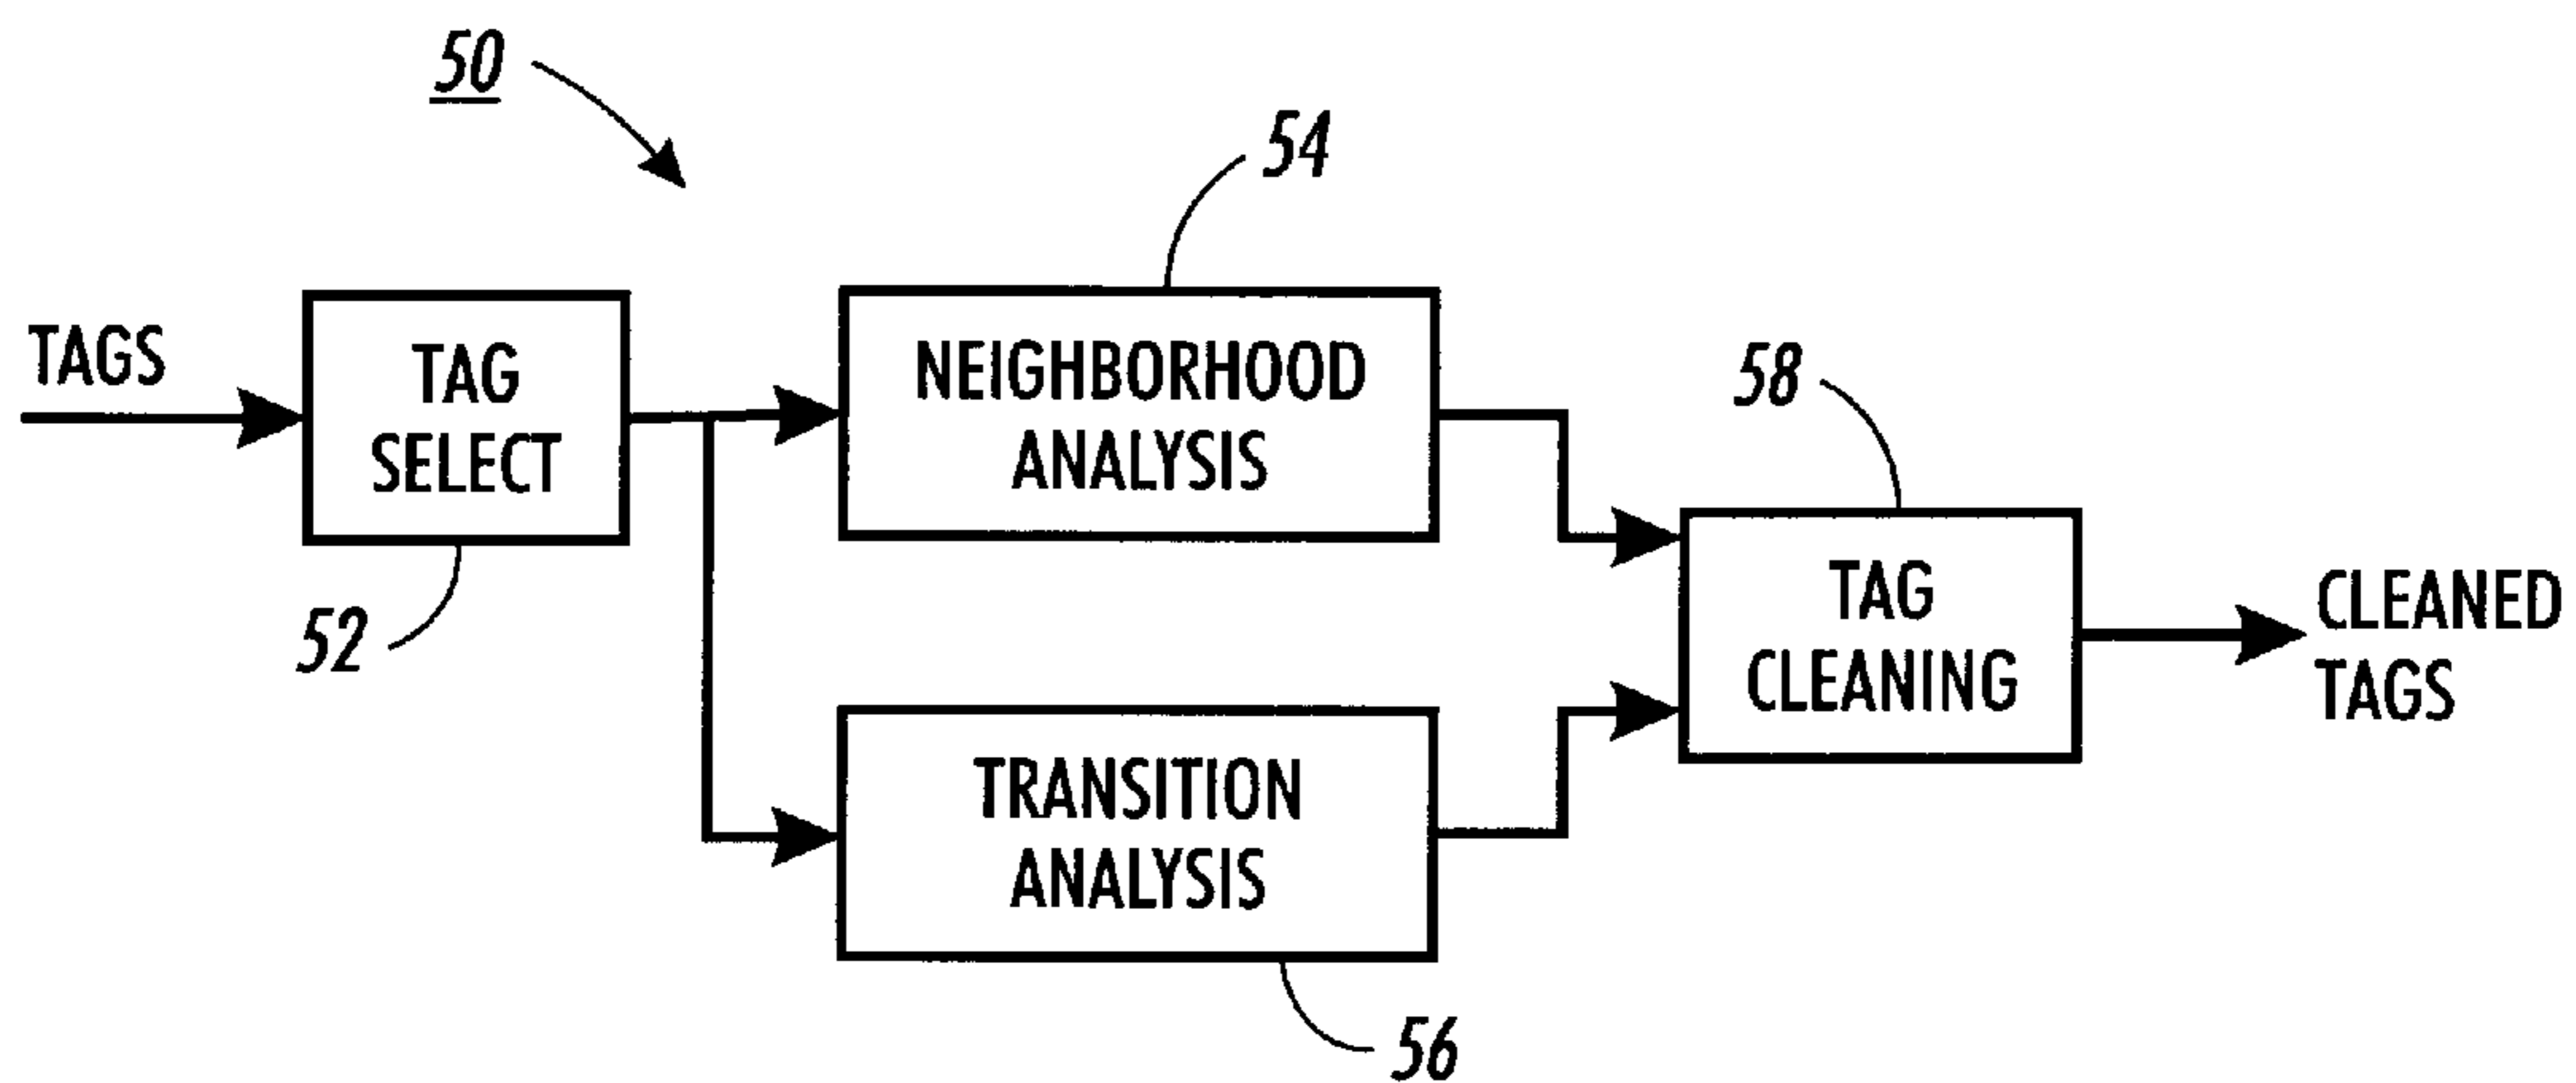 50
54
TAGS
TAG
SELECT
NEIGHBORHOOD
ANALYSIS
58
52
TAG
CLEANING
CLEANED
TAGS
TRANSITION
ANALYSIS
56